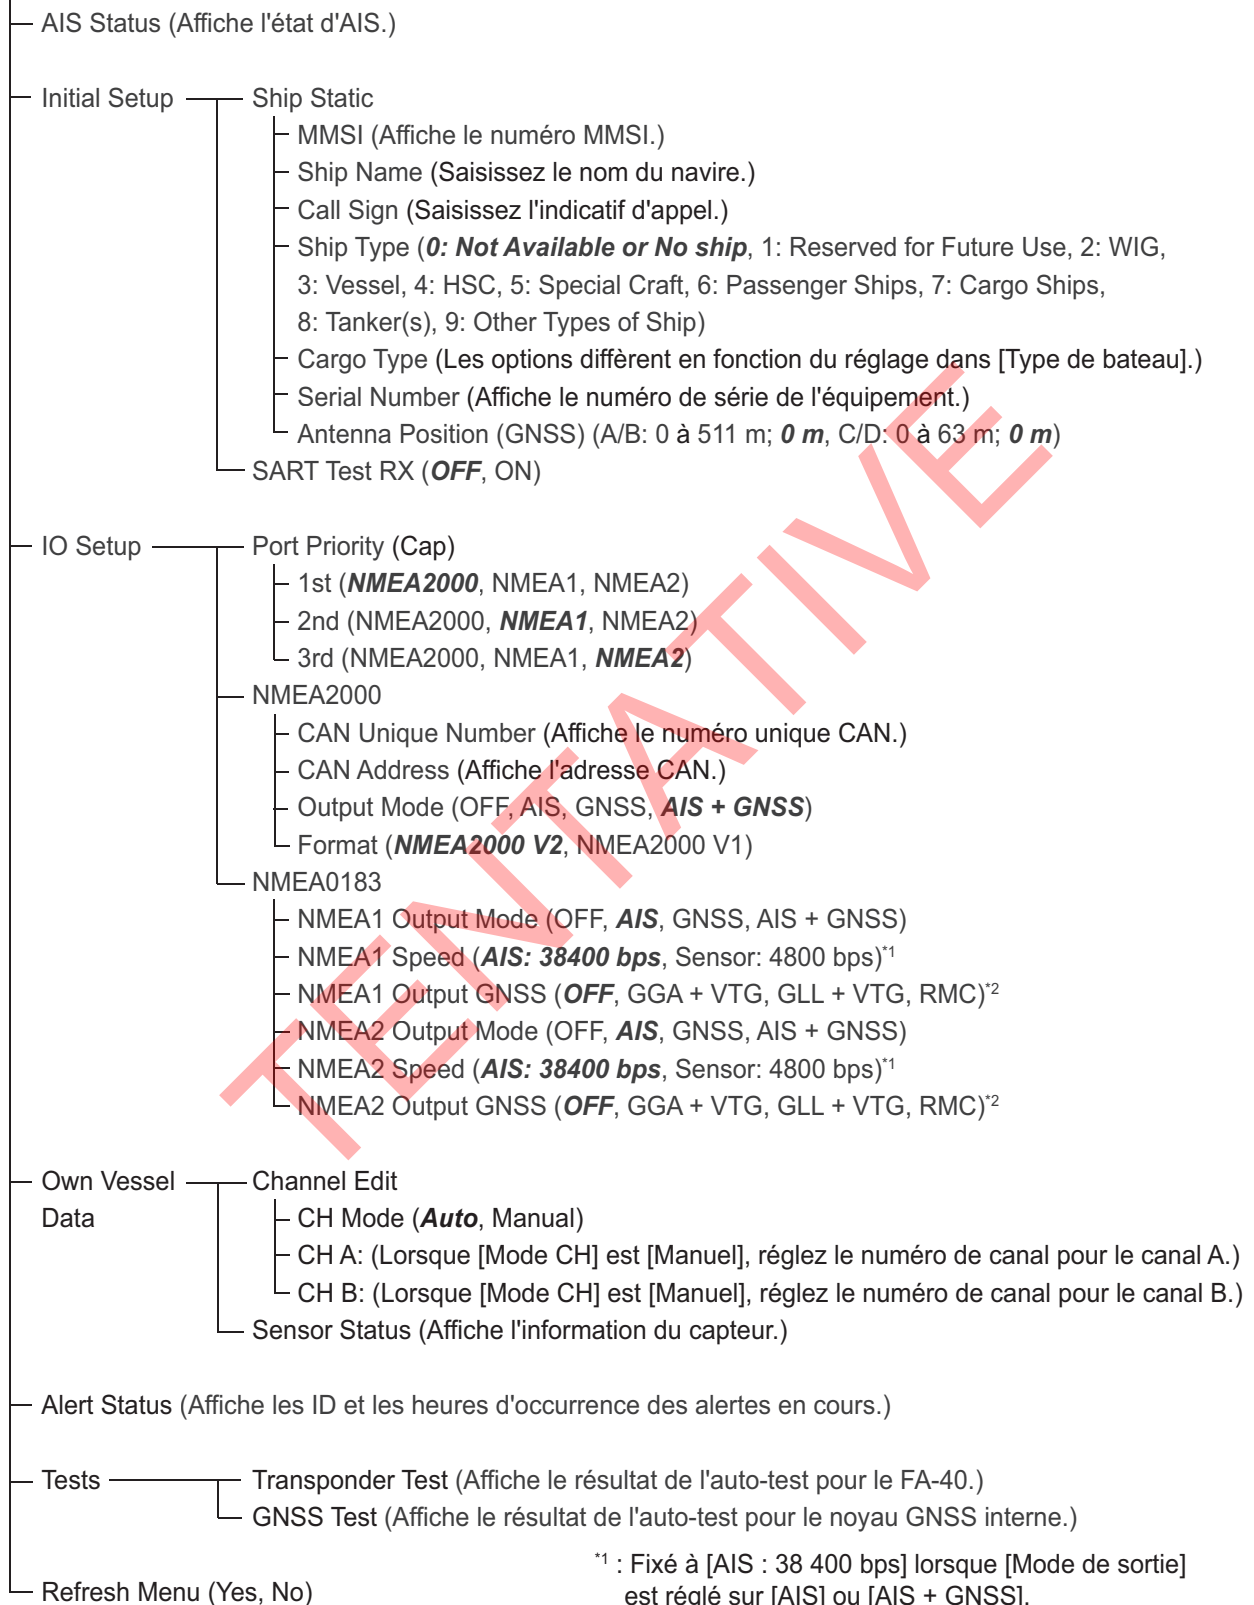 AIS Status (Affiche l'état d'AIS.)
Initial Setup
Ship Static
MMSI (Affiche le numéro MMSI.)
Ship Name (Saisissez le nom du navire.)
Call Sign (Saisissez l'indicatif d'appel.)
Ship Type (0: Not Available or No ship, 1: Reserved for Future Use, 2: WIG,
3: Vessel, 4: HSC, 5: Special Craft, 6: Passenger Ships, 7: Cargo Ships,
8: Tanker(s), 9: Other Types of Ship)
Cargo Type (Les options diffèrent en fonction du réglage dans [Type de bateau].)
Serial Number (Affiche le numéro de série de l'équipement.)
Antenna Position (GNSS) (A/B: 0 à 511 m; 0 m, C/D: 0 à 63 m; 0 m)
SART Test RX (OFF, ON)
IO Setup
Port Priority (Cap)
1st (NMEA2000, NMEA1, NMEA2)
2nd (NMEA2000, NMEA1, NMEA2)
3rd (NMEA2000, NMEA1, NMEA2)
NMEA2000
CAN Unique Number (Affiche le numéro unique CAN.)
CAN Address (Affiche l'adresse CAN.)
Output Mode (OFF, AIS, GNSS, AIS + GNSS)
Format (NMEA2000 V2, NMEA2000 V1)
NMEA0183
NMEA1 Output Mode (OFF, AIS, GNSS, AIS + GNSS)
NMEA1 Speed (AIS: 38400 bps, Sensor: 4800 bps)*1
NMEA1 Output GNSS (OFF, GGA + VTG, GLL + VTG, RMC)*2
NMEA2 Output Mode (OFF, AIS, GNSS, AIS + GNSS)
NMEA2 Speed (AIS: 38400 bps, Sensor: 4800 bps)*1
NMEA2 Output GNSS (OFF, GGA + VTG, GLL + VTG, RMC)*2
Own Vessel
Data
Channel Edit
CH Mode (Auto, Manual)
CH A: (Lorsque [Mode CH] est [Manuel], réglez le numéro de canal pour le canal A.)
CH B: (Lorsque [Mode CH] est [Manuel], réglez le numéro de canal pour le canal B.)
Sensor Status (Affiche l'information du capteur.)
Alert Status (Affiche les ID et les heures d'occurrence des alertes en cours.)
Tests
Transponder Test (Affiche le résultat de l'auto-test pour le FA-40.)
GNSS Test (Affiche le résultat de l'auto-test pour le noyau GNSS interne.)
Refresh Menu (Yes, No)
*1 : Fixé à [AIS : 38 400 bps] lorsque [Mode de sortie]
est réglé sur [AIS] ou [AIS + GNSS].
TENTATIVE